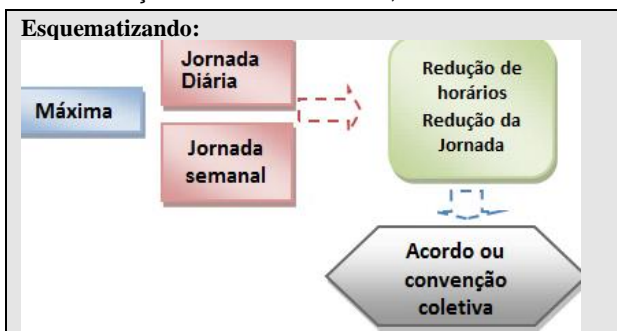 Esquematizando:
Jornada
Diária
Máxima
Jornada
semanal
Redução de
horários
Redução da
Jornada
Acordo ou
convenção
coletiva